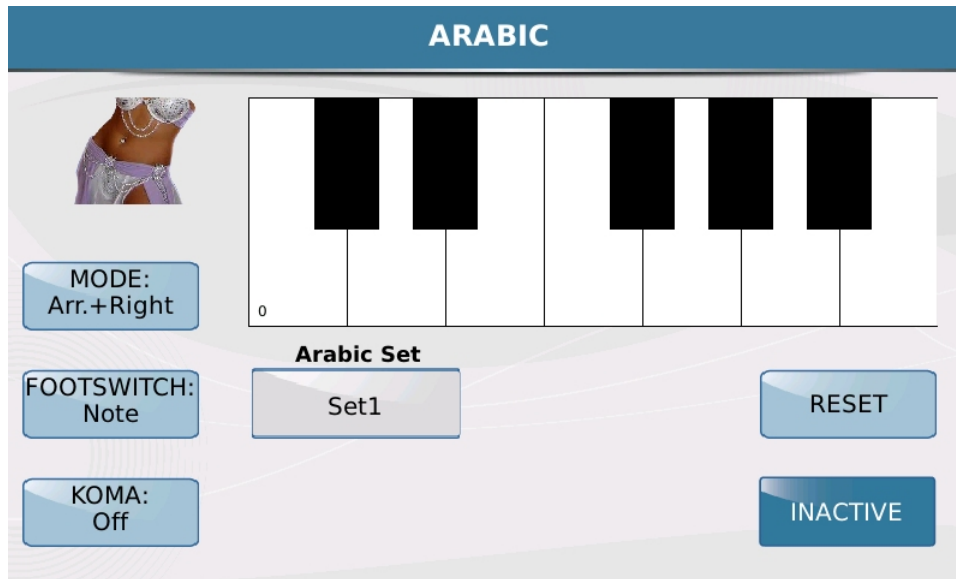 ARABIC
0
MODE:
Arr.+Right
Arabic Set
FOOTSWITCH:
Note
Set1
RESET
KOMA:
Off
INACTIVE